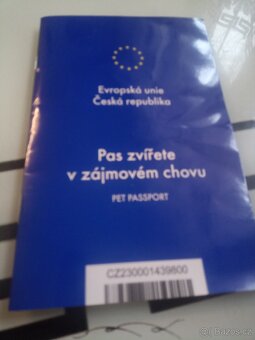 Evropská unie
Česká republika
Pas zvířete
v zájmovém chovu
PET PASSPORT
CZ230001439800
© Bazos.cz